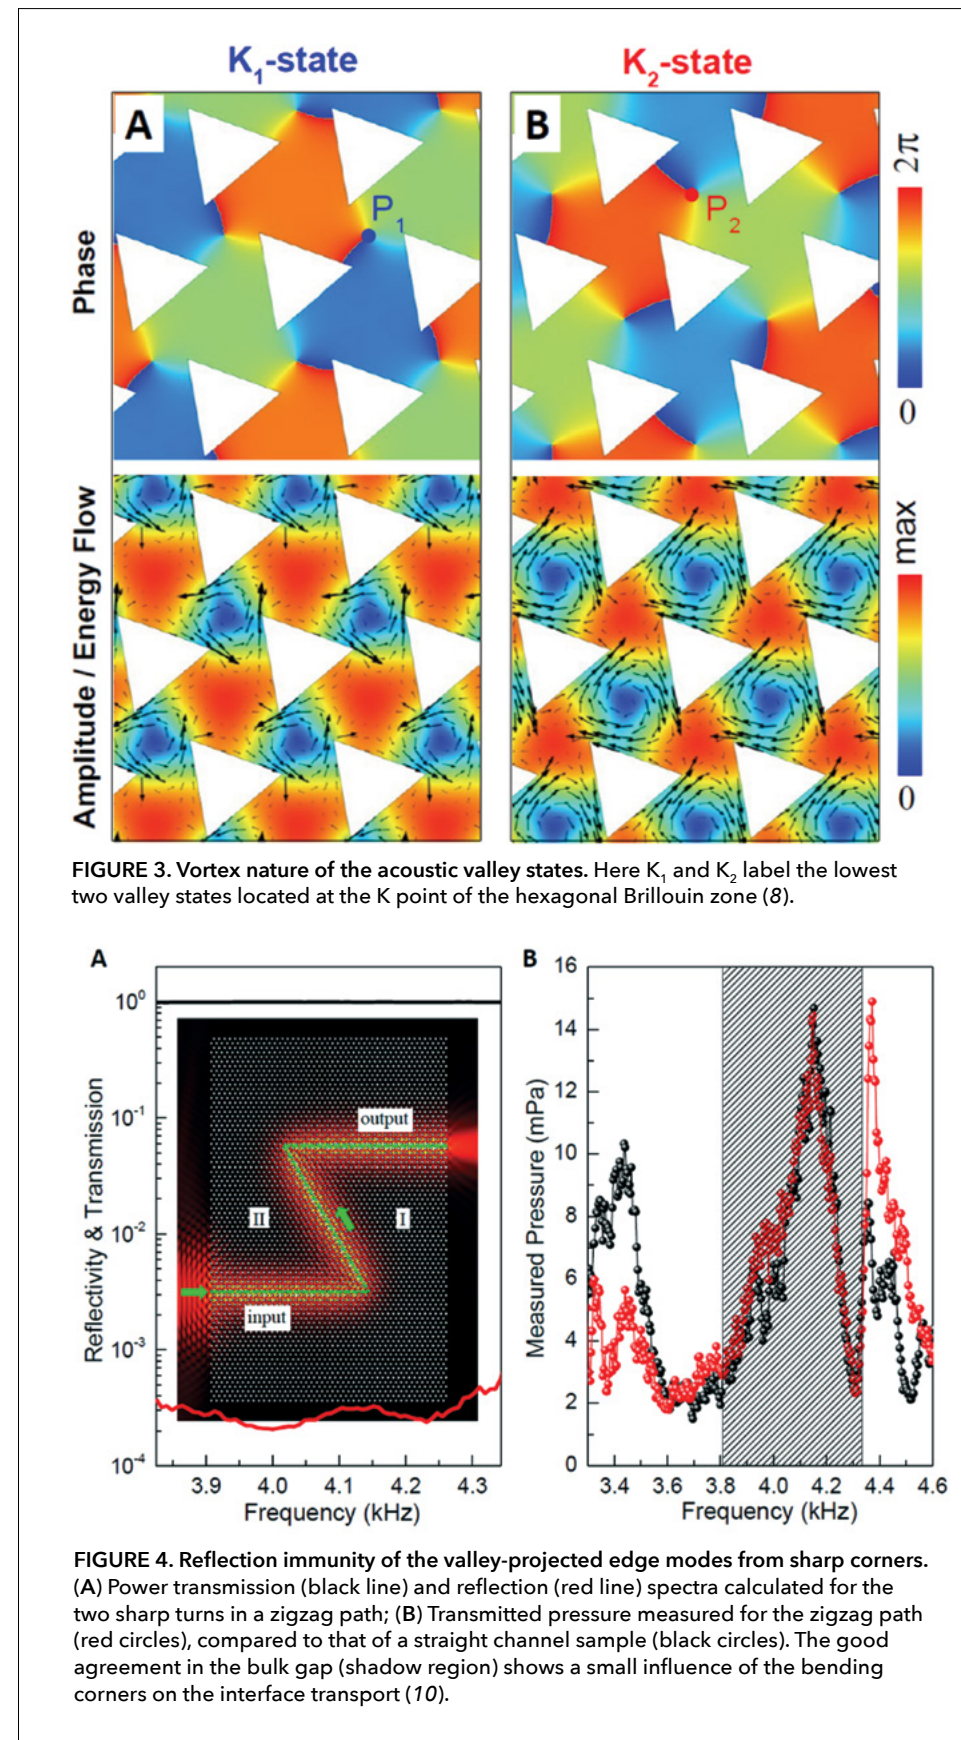 K1-state
K2-state
A
B
P1
P2
Phase
2π
0
Amplitude / Energy Flow
max
0
FIGURE 3. Vortex nature of the acoustic valley states. Here K1 and K2 label the lowest
two valley states located at the K point of the hexagonal Brillouin zone (8).
A
Reflectivity & Transmission
10^0
10^-1
10^-2
10^-3
10^-4
output
II
I
input
3.9 4.0 4.1 4.2 4.3
Frequency (kHz)
B
Measured Pressure (mPa)
16
14
12
10
8
6
4
2
0
3.4 3.6 3.8 4.0 4.2 4.4 4.6
Frequency (kHz)
FIGURE 4. Reflection immunity of the valley-projected edge modes from sharp corners.
(A) Power transmission (black line) and reflection (red line) spectra calculated for the
two sharp turns in a zigzag path; (B) Transmitted pressure measured for the zigzag path
(red circles), compared to that of a straight channel sample (black circles). The good
agreement in the bulk gap (shadow region) shows a small influence of the bending
corners on the interface transport (10).